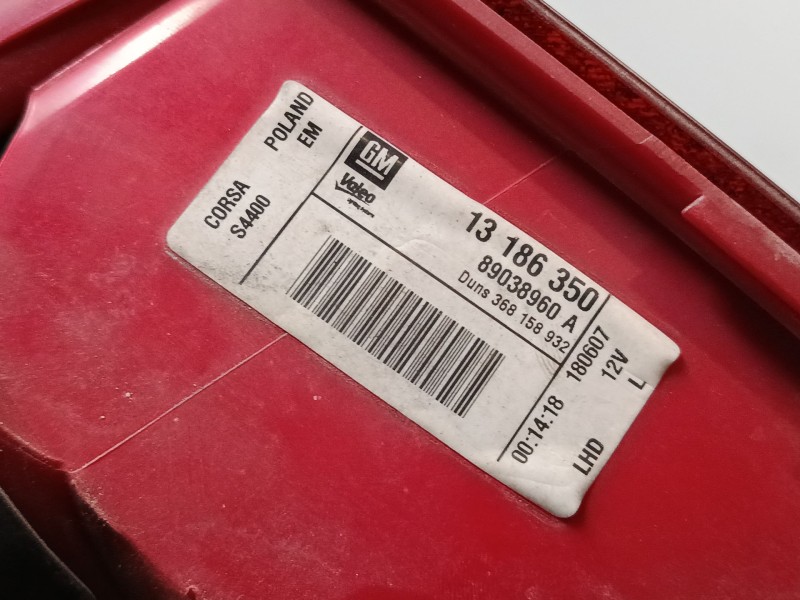 POLAND
EM
CORSA
S4400
GM
Valeo
13 186 350
89038960 A
Duns 368 158 932
00:14:18 180607
12V
LHD L